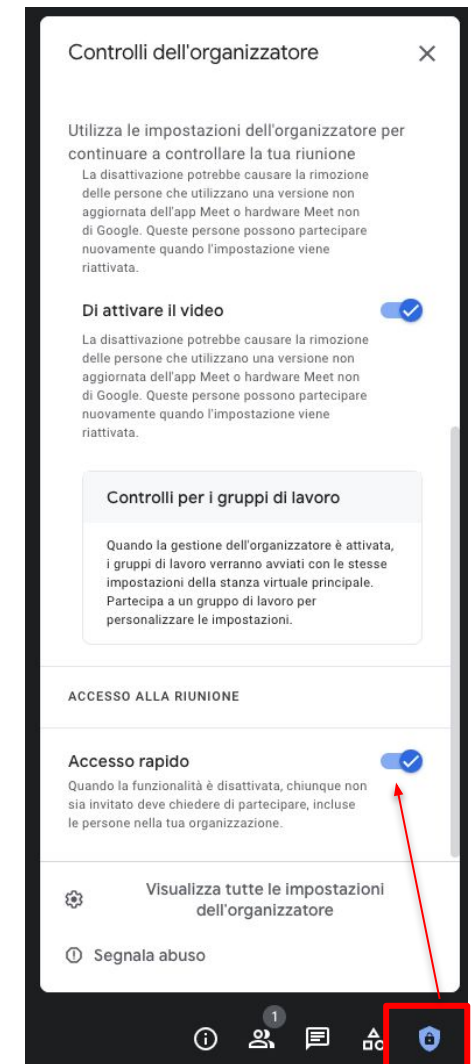 Controlli dell'organizzatore
Utilizza le impostazioni dell'organizzatore per
continuare a controllare la tua riunione
La disattivazione potrebbe causare la rimozione
delle persone che utilizzano una versione non
aggiornata dell'app Meet o hardware Meet non
di Google. Queste persone possono partecipare
nuovamente quando l'impostazione viene
riattivata.
Di attivare il video
La disattivazione potrebbe causare la rimozione
delle persone che utilizzano una versione non
aggiornata dell'app Meet o hardware Meet non
di Google. Queste persone possono partecipare
nuovamente quando l'impostazione viene
riattivata.
Controlli per i gruppi di lavoro
Quando la gestione dell'organizzatore è attivata,
i gruppi di lavoro verranno avviati con le stesse
impostazioni della stanza virtuale principale.
Partecipa a un gruppo di lavoro per
personalizzare le impostazioni.
ACCESSO ALLA RIUNIONE
Accesso rapido
Quando la funzionalità è disattivata, chiunque non
sia invitato deve chiedere di partecipare, incluse
le persone nella tua organizzazione.
Visualizza tutte le impostazioni
dell'organizzatore
Segnala abuso
1